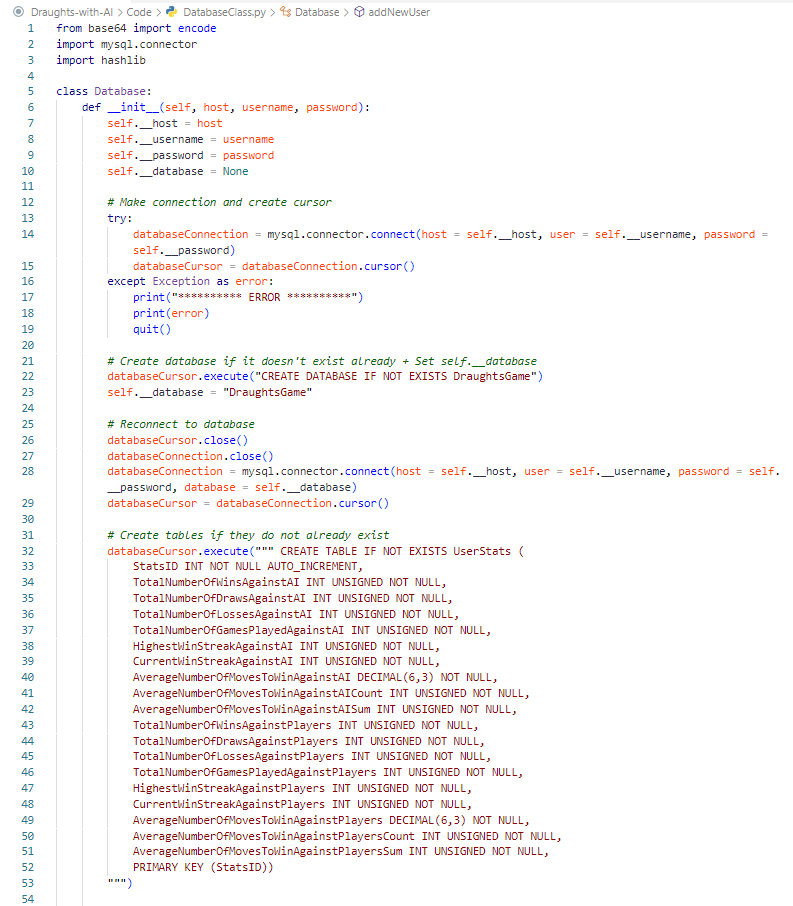 Draughts-with-AI > Code > DatabaseClass.py > Database > addNewUser
1 from base64 import encode
2 import mysql.connector
3 import hashlib
4
5 class Database:
6     def __init__(self, host, username, password):
7         self.__host = host
8         self.__username = username
9         self.__password = password
10         self.__database = None
11
12         # Make connection and create cursor
13         try:
14             databaseConnection = mysql.connector.connect(host = self.__host, user = self.__username, password =
            self.__password)
15             databaseCursor = databaseConnection.cursor()
16         except Exception as error:
17             print("********** ERROR **********")
18             print(error)
19             quit()
20
21         # Create database if it doesn't exist already + Set self.__database
22         databaseCursor.execute("CREATE DATABASE IF NOT EXISTS DraughtsGame")
23         self.__database = "DraughtsGame"
24
25         # Reconnect to database
26         databaseCursor.close()
27         databaseConnection.close()
28         databaseConnection = mysql.connector.connect(host = self.__host, user = self.__username, password = self.
        __password, database = self.__database)
29         databaseCursor = databaseConnection.cursor()
30
31         # Create tables if they do not already exist
32         databaseCursor.execute(""" CREATE TABLE IF NOT EXISTS UserStats (
33             StatsID INT NOT NULL AUTO_INCREMENT,
34             TotalNumberOfWinsAgainstAI INT UNSIGNED NOT NULL,
35             TotalNumberOfDrawsAgainstAI INT UNSIGNED NOT NULL,
36             TotalNumberOfLossesAgainstAI INT UNSIGNED NOT NULL,
37             TotalNumberOfGamesPlayedAgainstAI INT UNSIGNED NOT NULL,
38             HighestWinStreakAgainstAI INT UNSIGNED NOT NULL,
39             CurrentWinStreakAgainstAI INT UNSIGNED NOT NULL,
40             AverageNumberOfMovesToWinAgainstAI DECIMAL(6,3) NOT NULL,
41             AverageNumberOfMovesToWinAgainstAICount INT UNSIGNED NOT NULL,
42             AverageNumberOfMovesToWinAgainstAISum INT UNSIGNED NOT NULL,
43             TotalNumberOfWinsAgainstPlayers INT UNSIGNED NOT NULL,
44             TotalNumberOfDrawsAgainstPlayers INT UNSIGNED NOT NULL,
45             TotalNumberOfLossesAgainstPlayers INT UNSIGNED NOT NULL,
46             TotalNumberOfGamesPlayedAgainstPlayers INT UNSIGNED NOT NULL,
47             HighestWinStreakAgainstPlayers INT UNSIGNED NOT NULL,
48             CurrentWinStreakAgainstPlayers INT UNSIGNED NOT NULL,
49             AverageNumberOfMovesToWinAgainstPlayers DECIMAL(6,3) NOT NULL,
50             AverageNumberOfMovesToWinAgainstPlayersCount INT UNSIGNED NOT NULL,
51             AverageNumberOfMovesToWinAgainstPlayersSum INT UNSIGNED NOT NULL,
52             PRIMARY KEY (StatsID))
53         """)
54